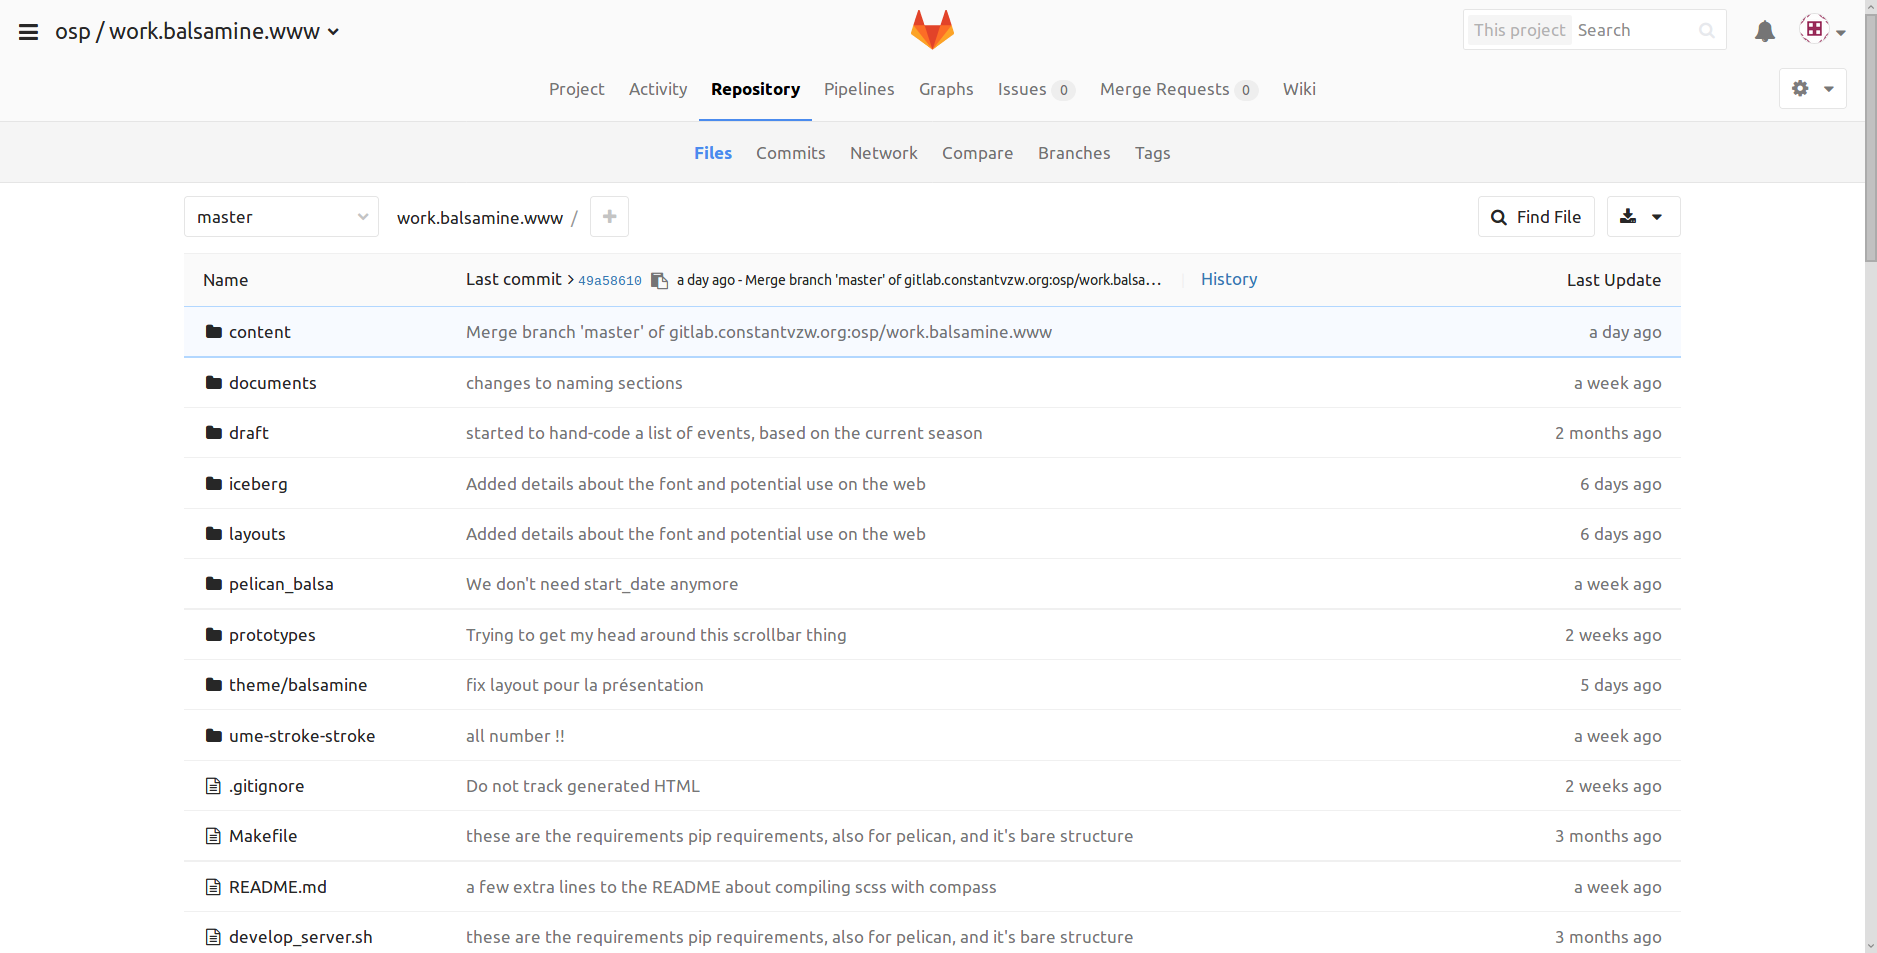 osp / work.balsamine.www
This project Search
Project Activity Repository Pipelines Graphs Issues 0 Merge Requests 0 Wiki
Files Commits Network Compare Branches Tags
master work.balsamine.www / Find File
Name Last commit > 49a58610 a day ago - Merge branch 'master' of gitlab.constantvzw.org:osp/work.balsa... History Last Update
content Merge branch 'master' of gitlab.constantvzw.org:osp/work.balsamine.www a day ago
documents changes to naming sections a week ago
draft started to hand-code a list of events, based on the current season 2 months ago
iceberg Added details about the font and potential use on the web 6 days ago
layouts Added details about the font and potential use on the web 6 days ago
pelican_balsa We don't need start_date anymore a week ago
prototypes Trying to get my head around this scrollbar thing 2 weeks ago
theme/balsamine fix layout pour la présentation 5 days ago
ume-stroke-stroke all number !! a week ago
.gitignore Do not track generated HTML 2 weeks ago
Makefile these are the requirements pip requirements, also for pelican, and it's bare structure 3 months ago
README.md a few extra lines to the README about compiling scss with compass a week ago
develop_server.sh these are the requirements pip requirements, also for pelican, and it's bare structure 3 months ago